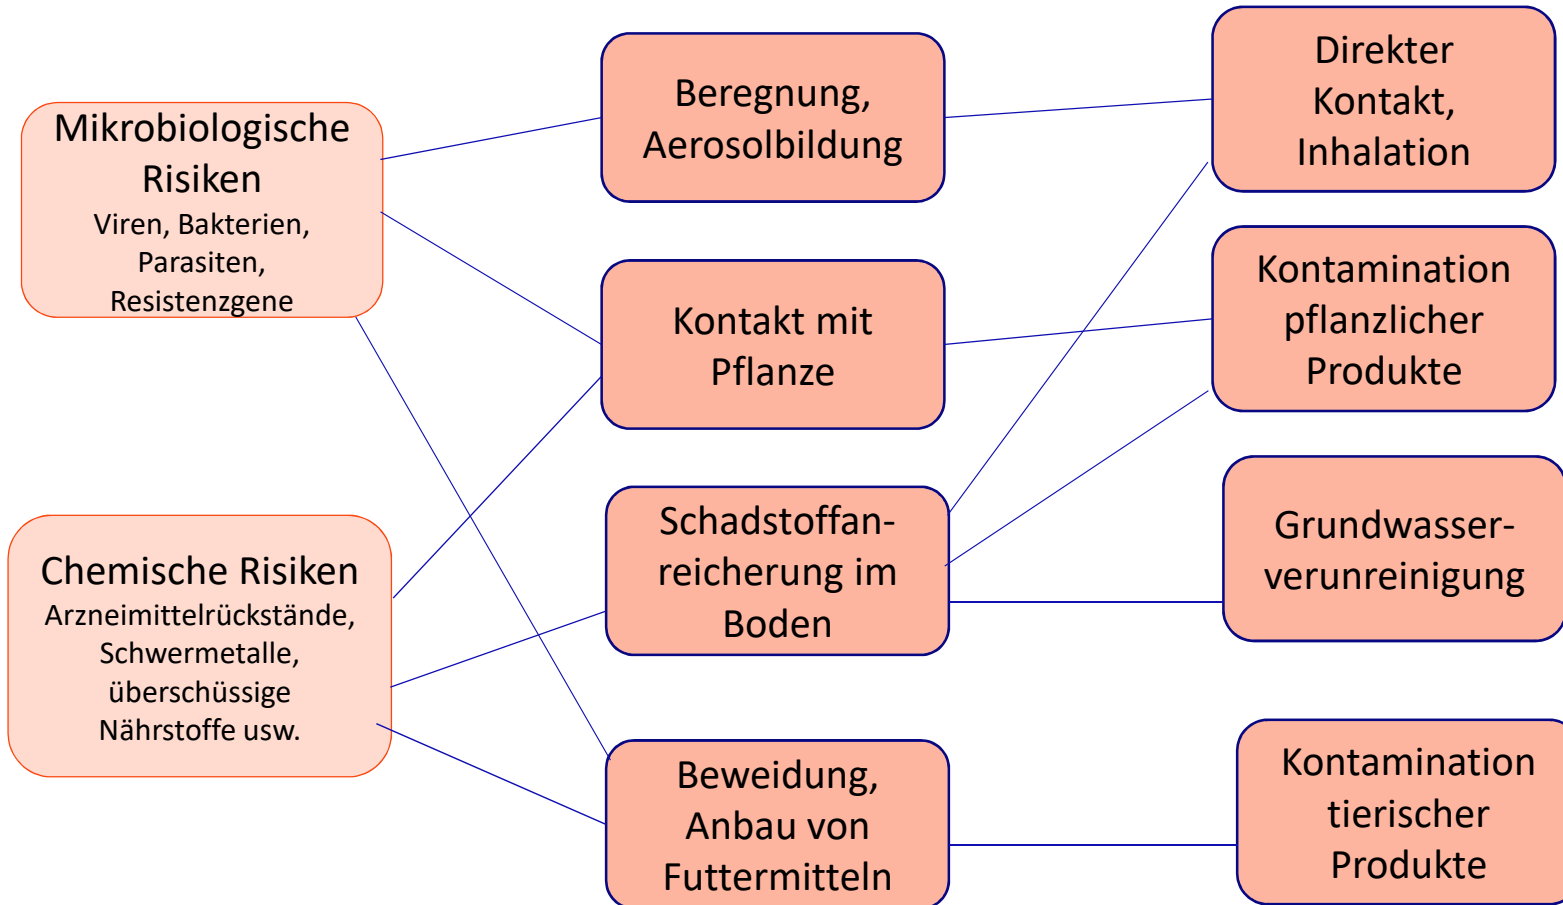 Mikrobiologische
Risiken
Viren, Bakterien,
Parasiten,
Resistenzgene
Chemische Risiken
Arzneimittelrückstände,
Schwermetalle,
überschüssige
Nährstoffe usw.
Beregnung,
Aerosolbildung
Kontakt mit
Pflanze
Schadstoffan-
reicherung im
Boden
Beweidung,
Anbau von
Futtermitteln
Direkter
Kontakt,
Inhalation
Kontamination
pflanzlicher
Produkte
Grundwasser-
verunreinigung
Kontamination
tierischer
Produkte